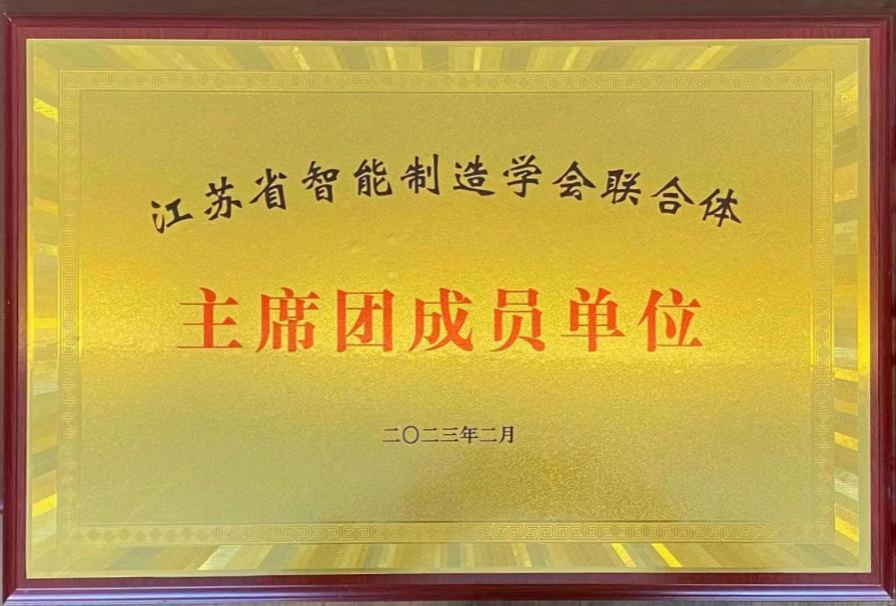 江苏省智能制造学会联合体
主席团成员单位
二〇二三年二月